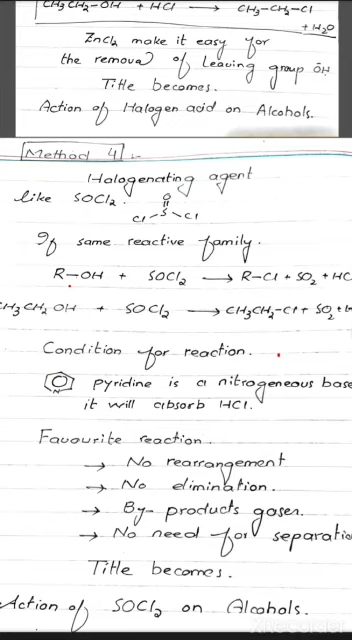 CH3CH2-OH + HCl → CH3-CH2-Cl
+ H2O
ZnCl2 make it easy for
the removal of Leaving group ŌH
Title becomes.
Action of Halogen acid on Alcohols.
Method 4 :-
Halogenating agent
like SOCl2.
O
Cl S Cl
If same reactive family.
R-OH + SOCl2 → R-Cl + SO2 + HC
CH3CH2OH + SOCl2 → CH3CH2-Cl + SO2 +
Condition for reaction.
N pyridine is a nitrogeneous base
it will absorb HCl.
Favourite reaction.
→ No rearrangement
→ No elimination.
→ By-products gases.
→ No need for separatio
Title becomes.
Action of SOCl2 on Alcohols.